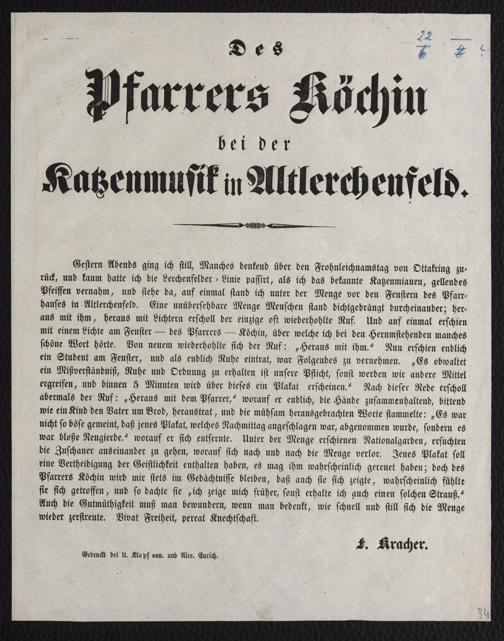 22
6
8 ?
Des
Pfarrers Köchin
bei der
Katzenmusik in Altlerchenfeld.
Gestern Abends ging ich still, Manches denkend über den Frohnleichnamstag von Ottakring zu-
rück, und kaum hatte ich die Lerchenfelder-Linie passirt, als ich das bekannte Katzenmiauen, gellendes
Pfeiffen vernahm, und siehe da, auf einmal stand ich unter der Menge vor den Fenstern des Pfarr-
hauses in Altlerchenfeld. Eine unübersehbare Menge Menschen stand dichtgedrängt durcheinander; her-
aus mit ihm, heraus mit Lichtern erscholl der einzige oft wiederhohlte Ruf. Und auf einmal erschien
mit einem Lichte am Fenster — des Pfarrers — Köchin, über welche ich bei den Herumstehenden manches
schöne Wort hörte. Von neuem wiederhohlte sich der Ruf: „Heraus mit ihm.“ Nun erschien endlich
ein Student am Fenster, und als endlich Ruhe eintrat, war Folgendes zu vernehmen. „Es obwaltet
ein Mißverständniß, Ruhe und Ordnung zu erhalten ist unsere Pflicht, sonst werden wir andere Mittel
ergreifen, und binnen 5 Minuten wird über dieses ein Plakat erscheinen.“ Nach dieser Rede erscholl
abermals der Ruf: „Heraus mit dem Pfarrer,“ worauf er endlich, die Hände zusammenhaltend, bittend
wie ein Kind den Vater um Brod, heraustrat, und die mühsam herausgebrachten Worte stammelte: „Es war
nicht so böse gemeint, daß jenes Plakat, welches Nachmittag angeschlagen war, abgenommen wurde, sondern es
war bloße Neugierde.“ worauf er sich entfernte. Unter der Menge erschienen Nationalgarden, ersuchten
die Zuschauer auseinander zu gehen, worauf sich nach und nach die Menge verlor. Jenes Plakat soll
eine Vertheidigung der Geistlichkeit enthalten haben, es mag ihm wahrscheinlich gereuet haben; doch des
Pfarrers Köchin wird mir stets im Gedächtnisse bleiben, daß auch sie sich zeigte, wahrscheinlich fühlte
sie sich getroffen, und so dachte sie „ich zeige mich früher, sonst erhalte ich auch einen solchen Strauß.“
Auch die Gutmüthigkeit muß man bewundern, wenn man bedenkt, wie schnell und still sich die Menge
wieder zerstreute. Vivat Freiheit, pereat Knechtschaft.
L. Kracher.
Gedruckt bei U. Klopf sen. und Alex. Eurich.
34